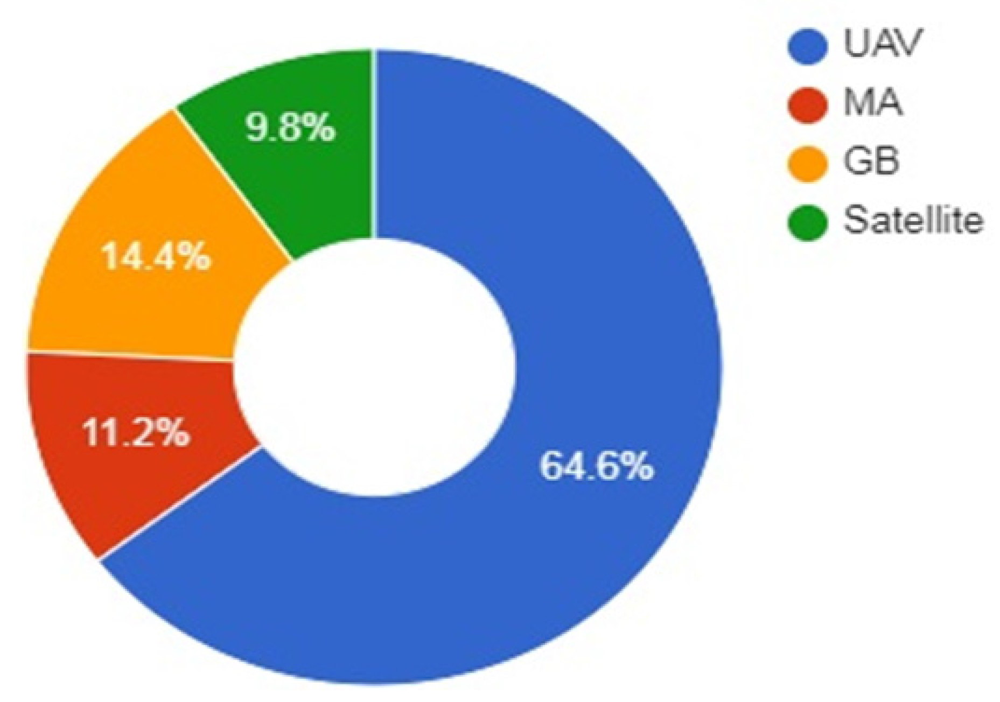 UAV
MA
GB
Satellite
9.8%
14.4%
11.2%
64.6%